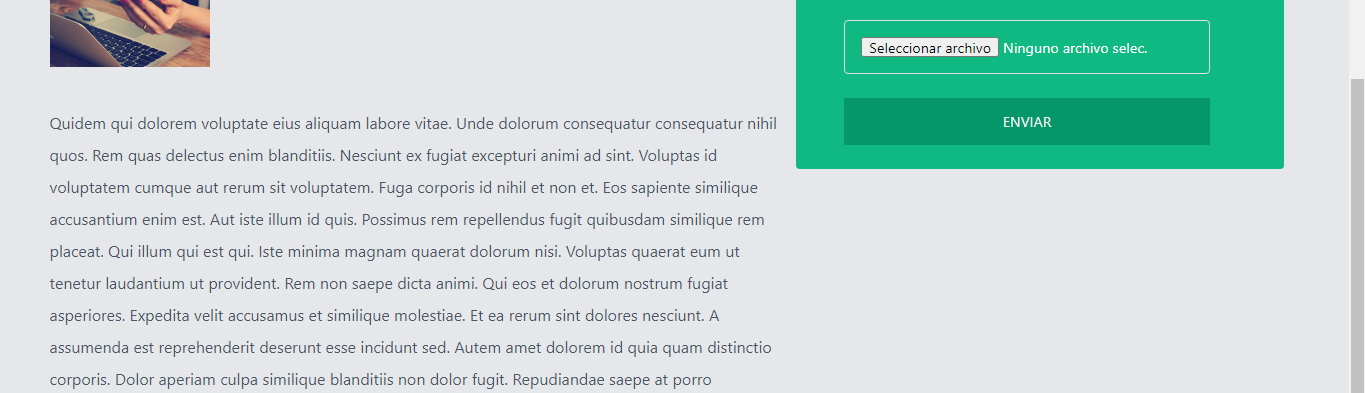 Seleccionar archivo Ninguno archivo selec.
ENVIAR
Quidem qui dolorem voluptate eius aliquam labore vitae. Unde dolorum consequatur consequatur nihil
quos. Rem quas delectus enim blanditiis. Nesciunt ex fugiat excepturi animi ad sint. Voluptas id
voluptatem cumque aut rerum sit voluptatem. Fuga corporis id nihil et non et. Eos sapiente similique
accusantium enim est. Aut iste illum id quis. Possimus rem repellendus fugit quibusdam similique rem
placeat. Qui illum qui est qui. Iste minima magnam quaerat dolorum nisi. Voluptas quaerat eum ut
tenetur laudantium ut provident. Rem non saepe dicta animi. Qui eos et dolorum nostrum fugiat
asperiores. Expedita velit accusamus et similique molestiae. Et ea rerum sint dolores nesciunt. A
assumenda est reprehenderit deserunt esse incidunt sed. Autem amet dolorem id quia quam distinctio
corporis. Dolor aperiam culpa similique blanditiis non dolor fugit. Repudiandae saepe at porro